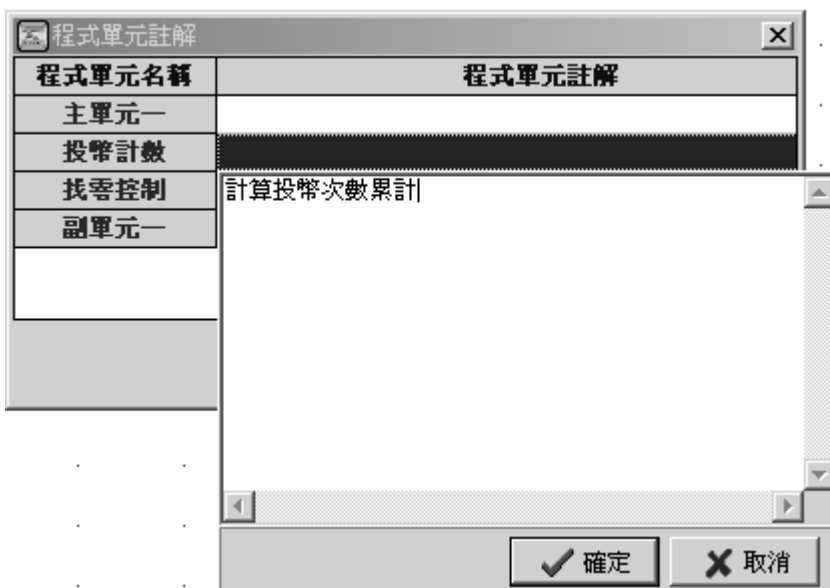 程式單元註解
程式單元名稱 程式單元註解
主單元一
投幣計數
找零控制 計算投幣次數累計
副單元一
確定 取消